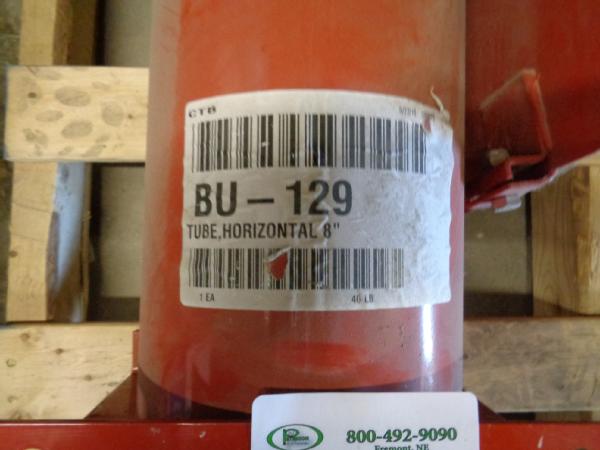 CTB
BU-129
TUBE, HORIZONTAL 8"
1 EA 40 LB
800-492-9090
Fremont, NE